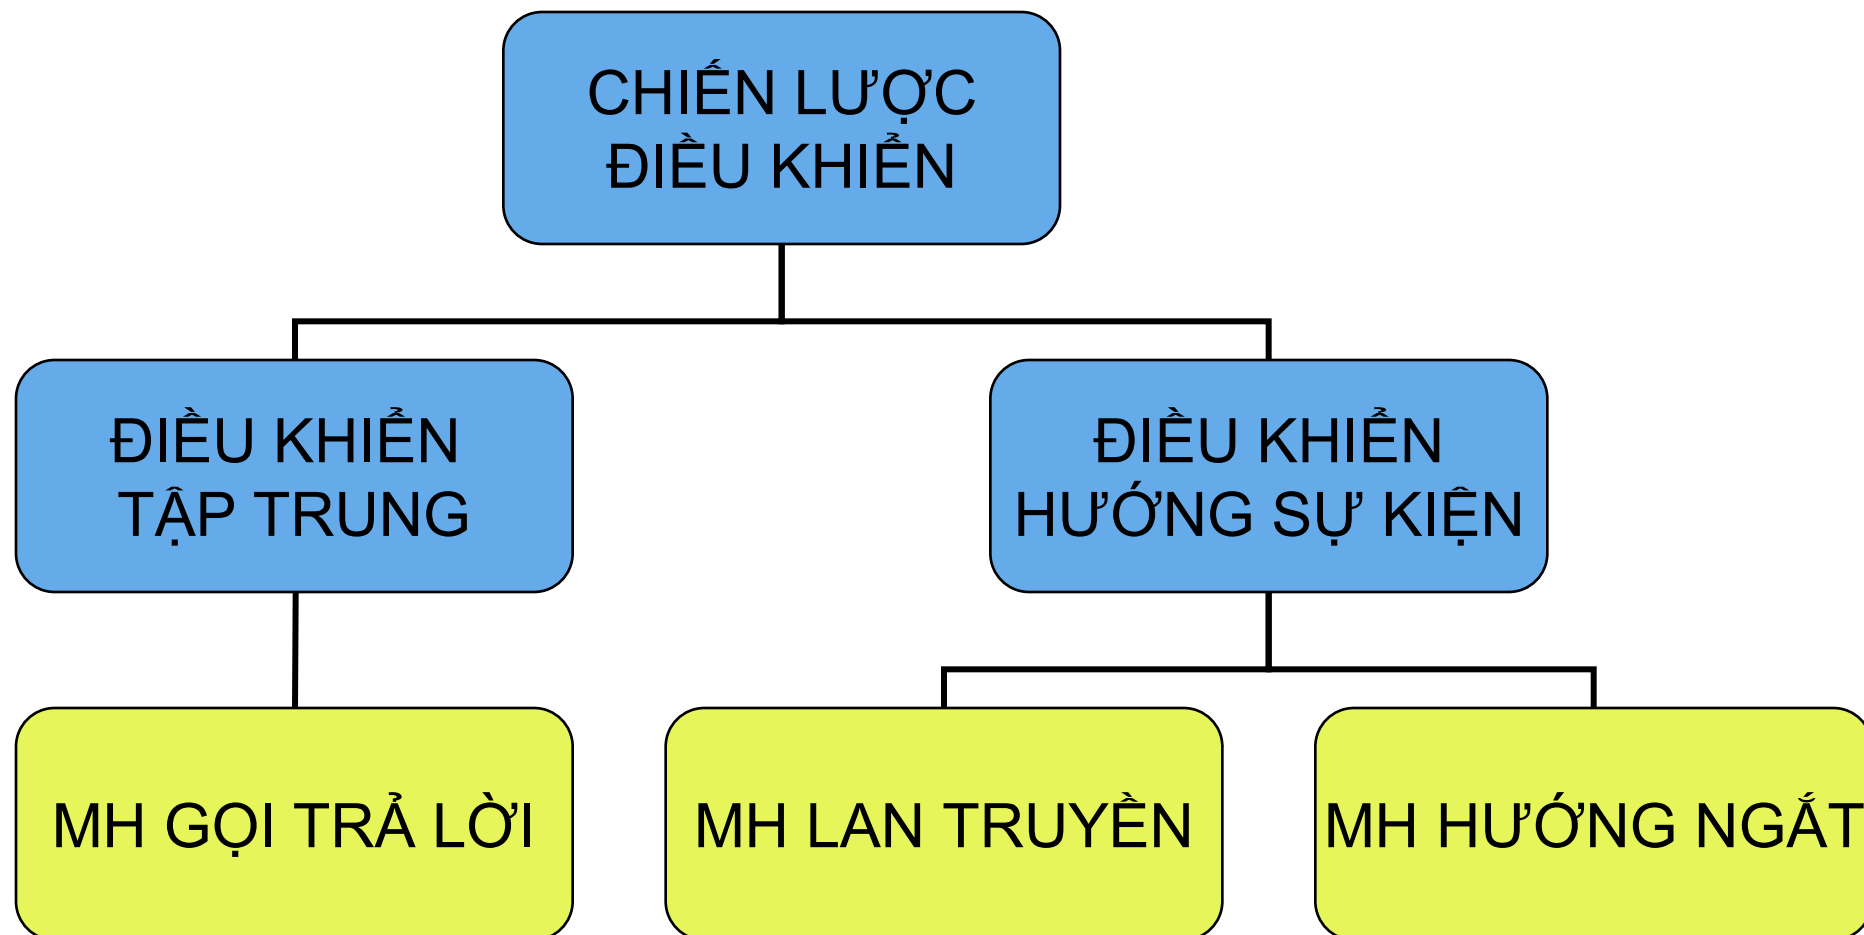 CHIẾN LƯỢC
ĐIỀU KHIỂN
ĐIỀU KHIỂN
TẬP TRUNG
ĐIỀU KHIỂN
HƯỚNG SỰ KIỆN
MH GỌI TRẢ LỜI
MH LAN TRUYỀN
MH HƯỚNG NGẮT